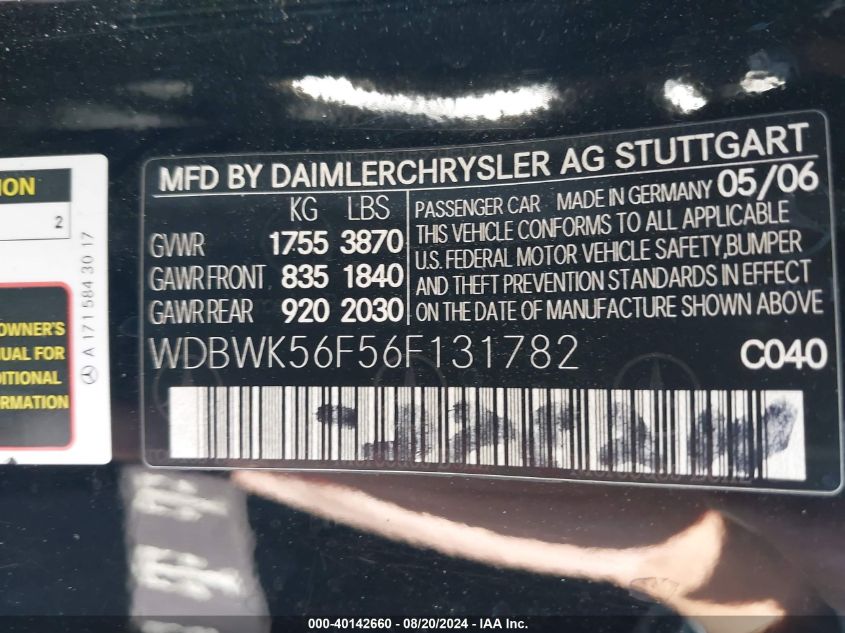 ION
2
A 171 584 30 17
OWNER'S
UAL FOR
DITIONAL
ORMATION
MFD BY DAIMLERCHRYSLER AG STUTTGART
KG LBS
GVWR 1755 3870
GAWR FRONT 835 1840
GAWR REAR 920 2030
PASSENGER CAR MADE IN GERMANY 05/06
THIS VEHICLE CONFORMS TO ALL APPLICABLE
U.S. FEDERAL MOTOR VEHICLE SAFETY,BUMPER
AND THEFT PREVENTION STANDARDS IN EFFECT
ON THE DATE OF MANUFACTURE SHOWN ABOVE
WDBWK56F56F131782 C040
Mercedes-Benz
000-40142660 - 08/20/2024 - IAA Inc.